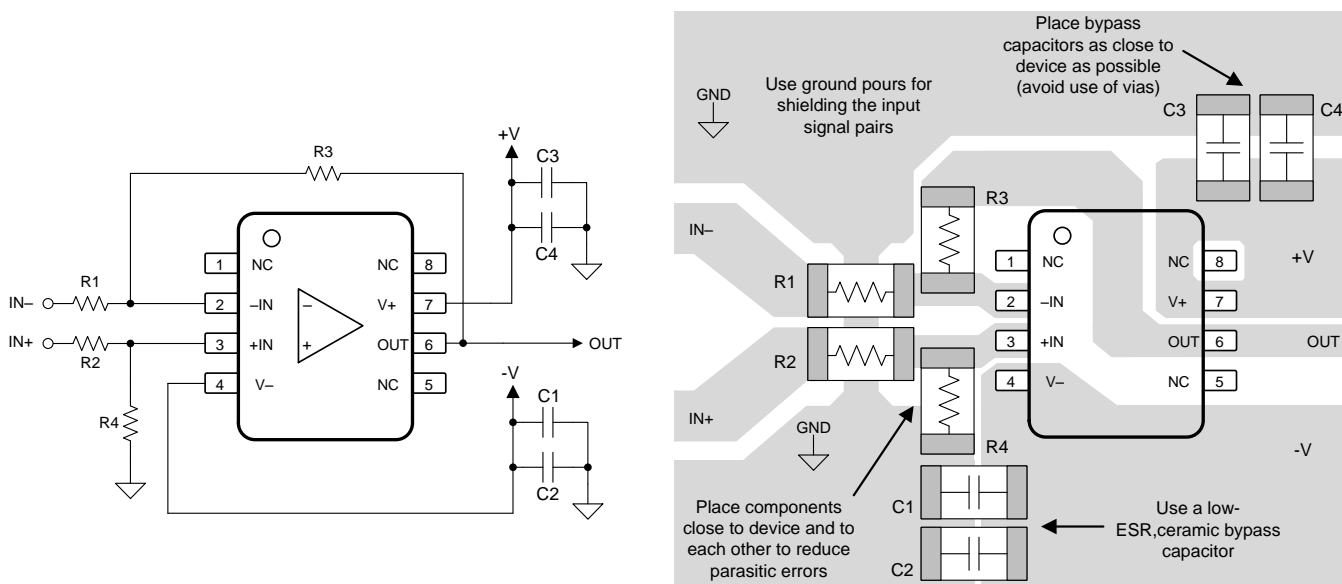 +V
R3
C3
C4
1
NC
NC
8
IN–
R1
2
–IN
–
V+
7
IN+
R2
3
+IN
+
OUT
6
OUT
4
V–
NC
5
R4
-V
C1
C2
Place bypass
capacitors as close to
device as possible
(avoid use of vias)
GND
Use ground pours for
shielding the input
signal pairs
C3
C4
R3
IN–
R1
1
NC
NC
8
+V
2
–IN
V+
7
R2
3
+IN
OUT
6
OUT
4
V–
NC
5
IN+
GND
R4
-V
Place components
close to device and to
each other to reduce
parasitic errors
C1
C2
Use a low-
ESR,ceramic bypass
capacitor